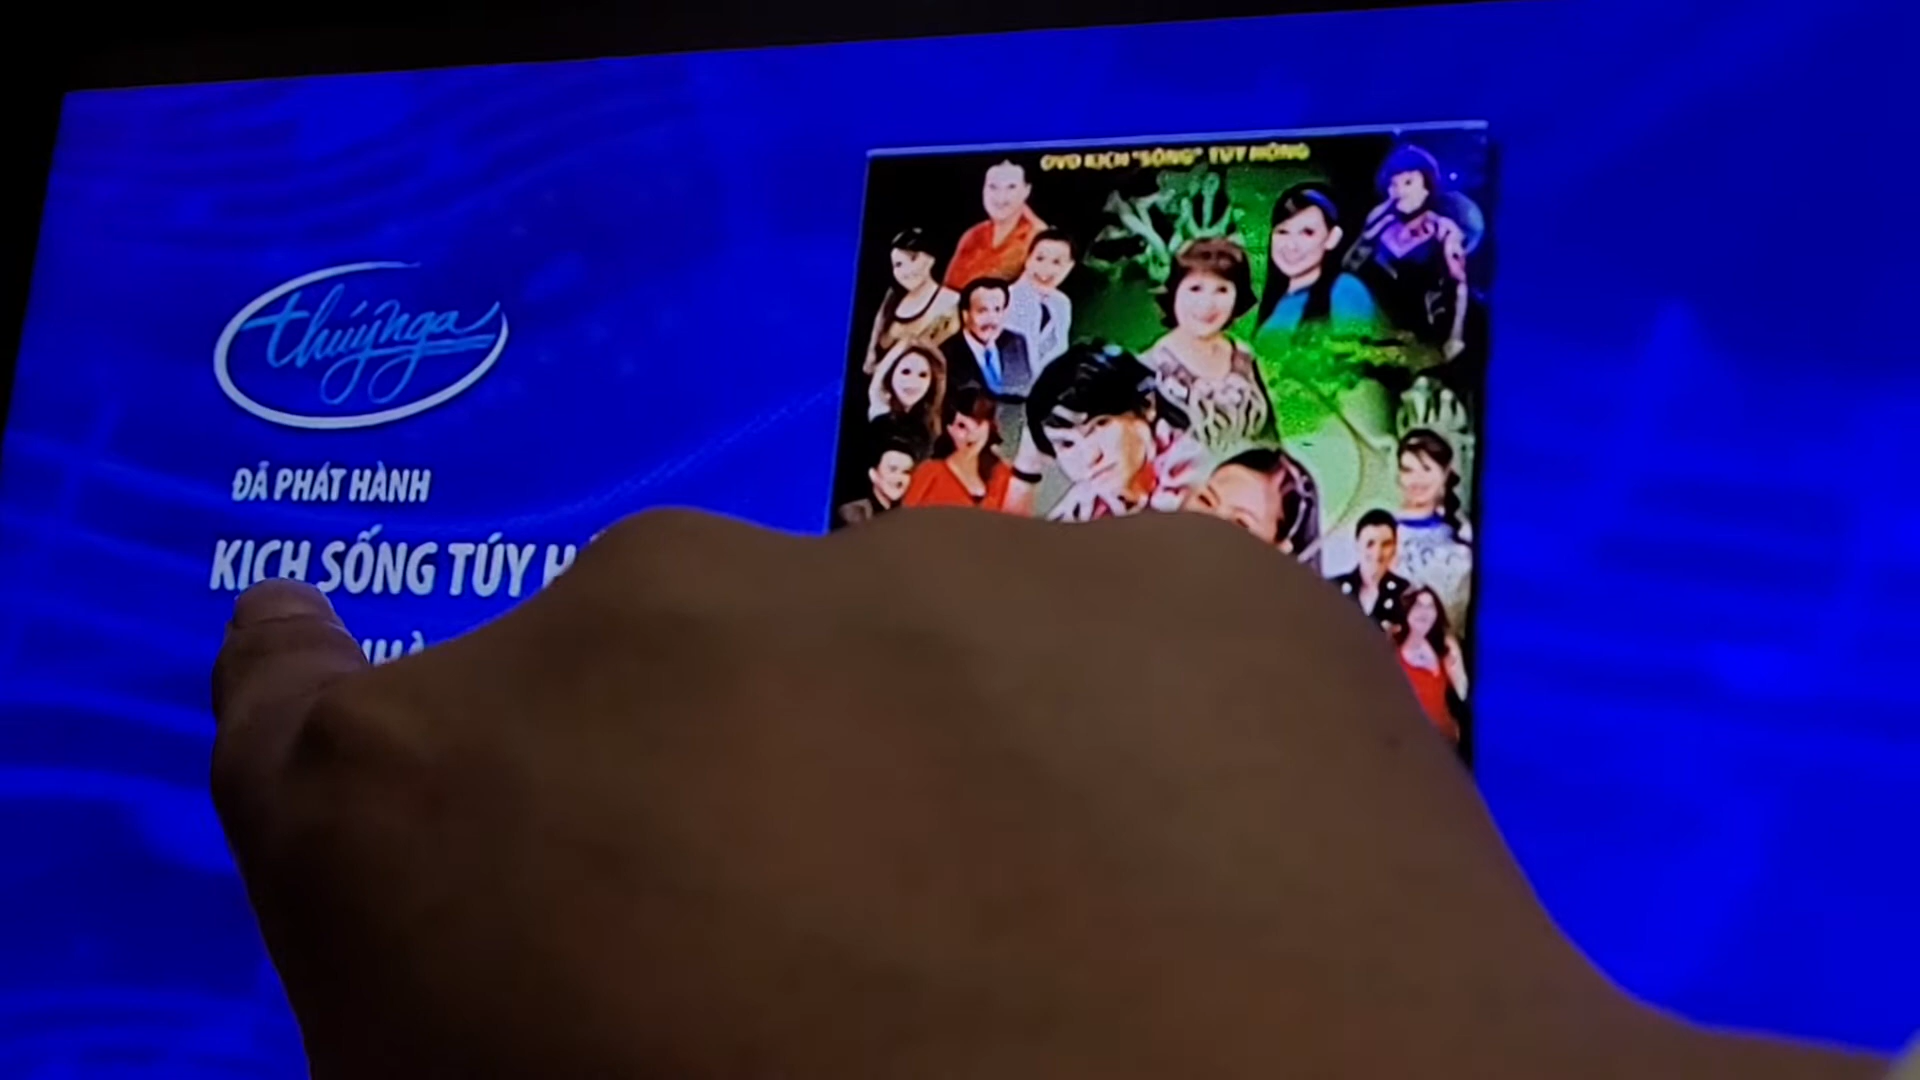 thúy nga
ĐÃ PHÁT HÀNH
KỊCH SỐNG TÚY
DVD KỊCH "SỐNG" TÚY HỒNG